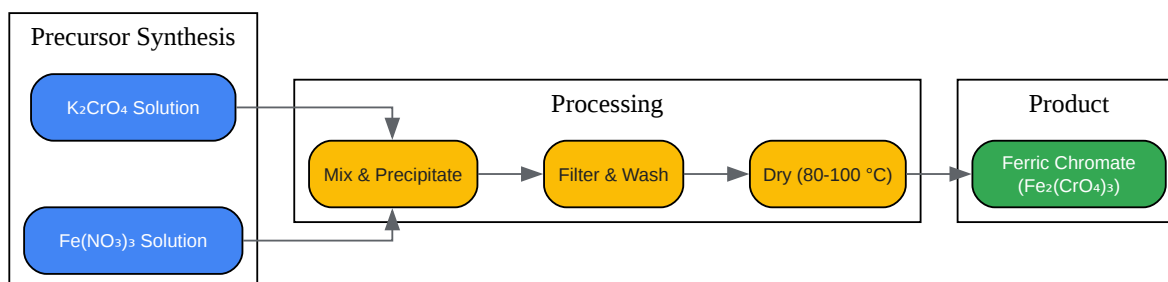 Precursor Synthesis
K₂CrO₄ Solution
Fe(NO₃)₃ Solution
Processing
Mix & Precipitate
Filter & Wash
Dry (80-100 °C)
Product
Ferric Chromate
(Fe₂(CrO₄)₃)